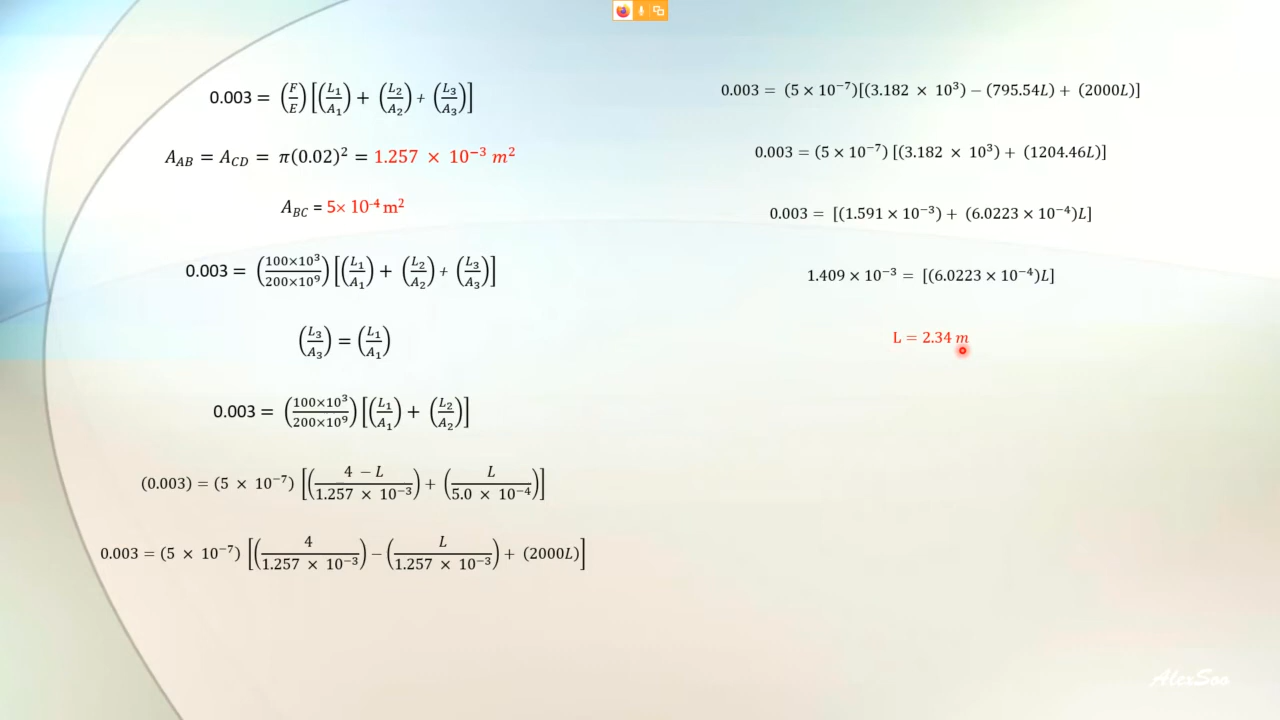 0.003 = (F/E) [(L₁/A₁) + (L₂/A₂) + (L₃/A₃)]
A_AB = A_CD = π(0.02)² = 1.257 × 10⁻³ m²
A_BC = 5× 10⁻⁴ m²
0.003 = (100×10³/200×10⁹) [(L₁/A₁) + (L₂/A₂) + (L₃/A₃)]
(L₃/A₃) = (L₁/A₁)
0.003 = (100×10³/200×10⁹) [(L₁/A₁) + (L₂/A₂)]
(0.003) = (5 × 10⁻⁷) [(4 − L/1.257 × 10⁻³) + (L/5.0 × 10⁻⁴)]
0.003 = (5 × 10⁻⁷) [(4/1.257 × 10⁻³) − (L/1.257 × 10⁻³) + (2000L)]
0.003 = (5 × 10⁻⁷)[(3.182 × 10³) − (795.54L) + (2000L)]
0.003 = (5 × 10⁻⁷) [(3.182 × 10³) + (1204.46L)]
0.003 = [(1.591 × 10⁻³) + (6.0223 × 10⁻⁴)L]
1.409 × 10⁻³ = [(6.0223 × 10⁻⁴)L]
L = 2.34 m
AlexSoo